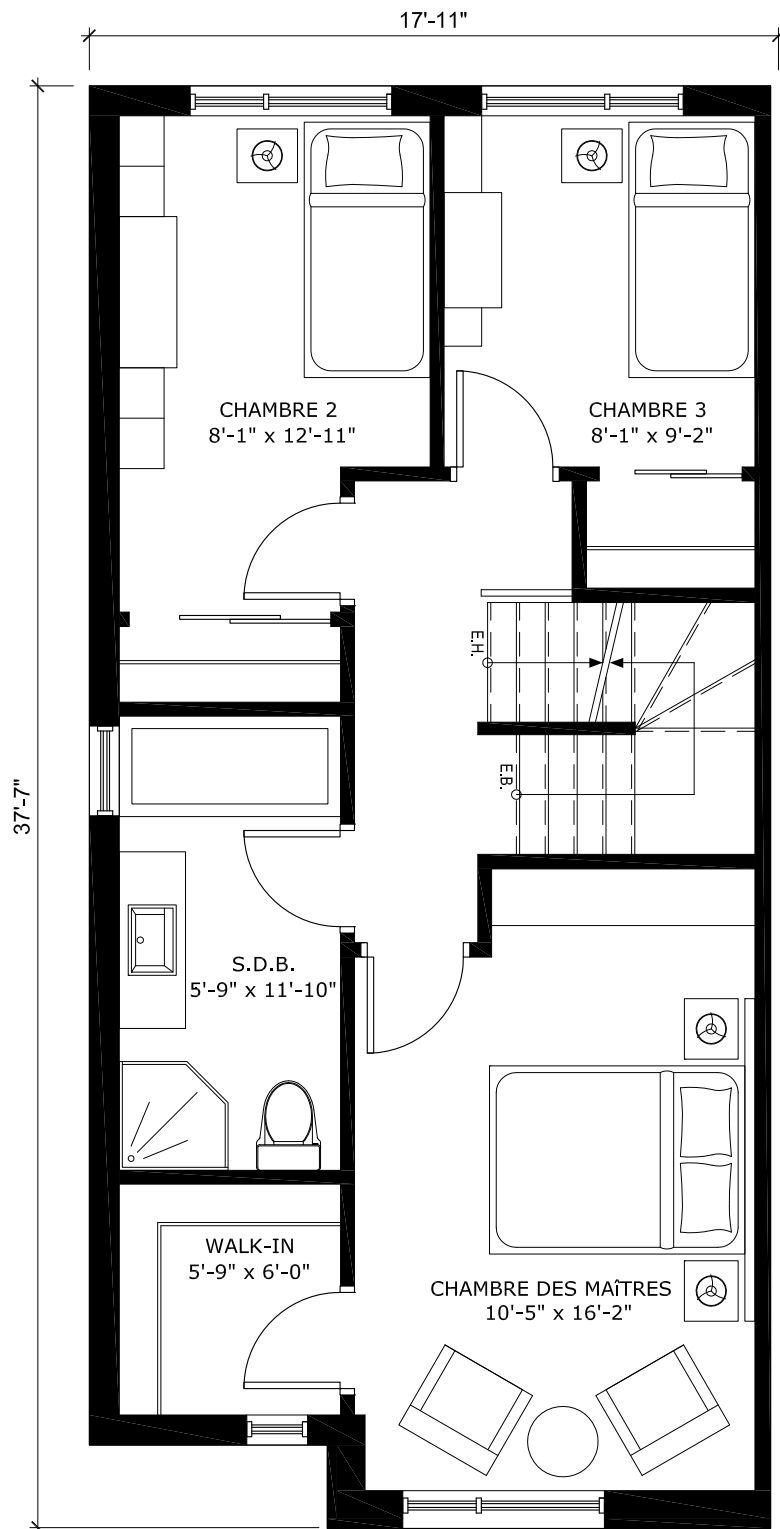 17'-11"
37'-7"
CHAMBRE 2
8'-1" x 12'-11"
CHAMBRE 3
8'-1" x 9'-2"
E.H.
E.B.
S.D.B.
5'-9" x 11'-10"
WALK-IN
5'-9" x 6'-0"
CHAMBRE DES MAîTRES
10'-5" x 16'-2"